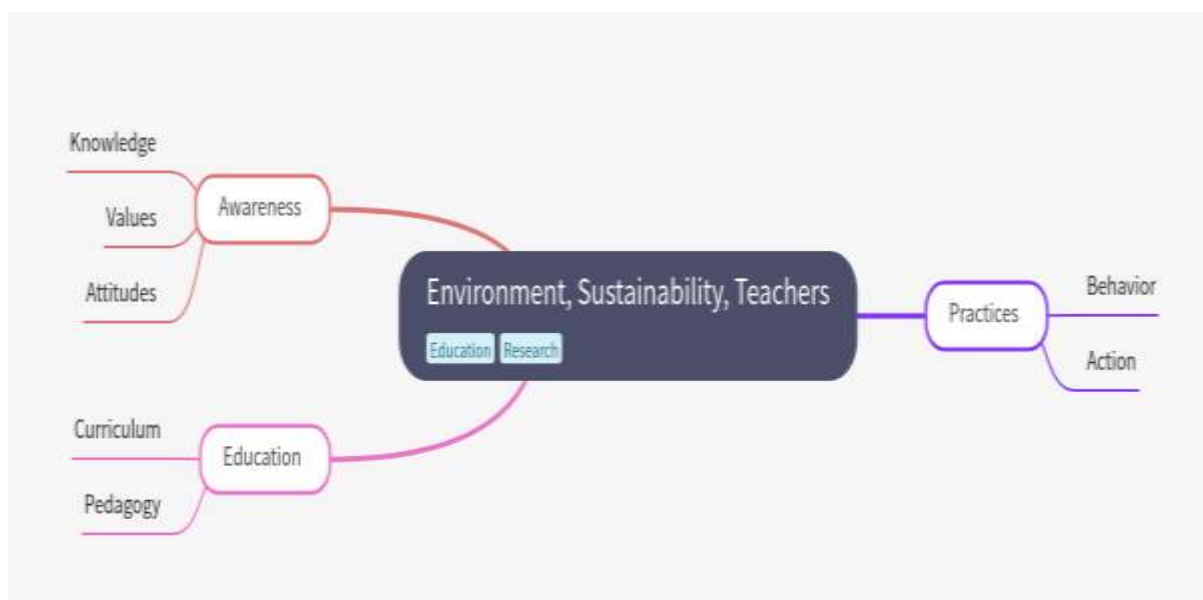 Knowledge
Values
Attitudes
Awareness
Environment, Sustainability, Teachers
Education Research
Practices
Behavior
Action
Curriculum
Pedagogy
Education